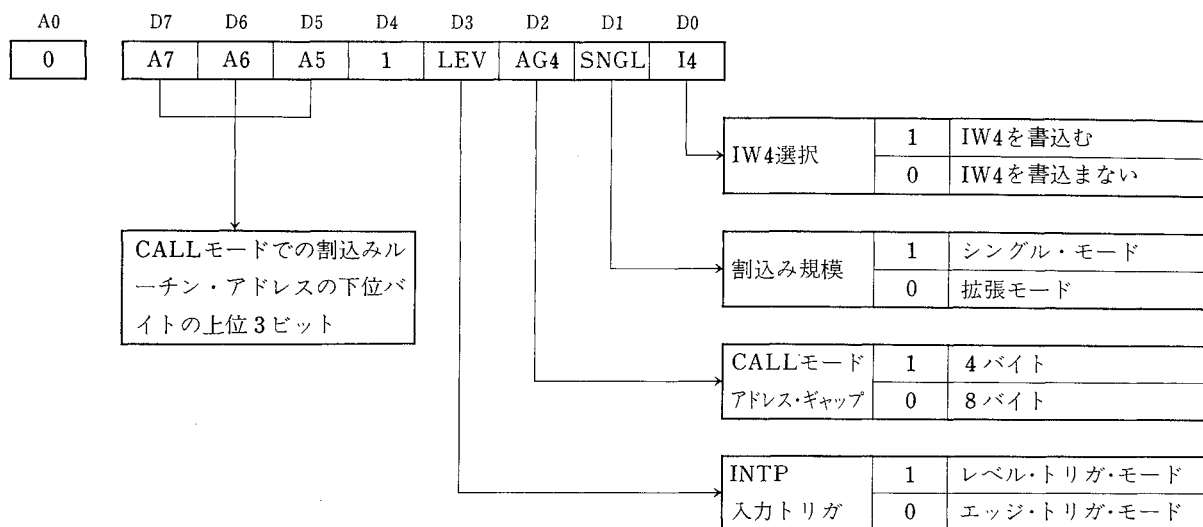 A0 D7 D6 D5 D4 D3 D2 D1 D0
0 A7 A6 A5 1 LEV AG4 SNGL I4
IW4選択 1 IW4を書込む
0 IW4を書込まない
CALLモードでの割込みル
ーチン・アドレスの下位バ
イトの上位3ビット
割込み規模 1 シングル・モード
0 拡張モード
CALLモード 1 4バイト
アドレス・ギャップ 0 8バイト
INTP 1 レベル・トリガ・モード
入力トリガ 0 エッジ・トリガ・モード